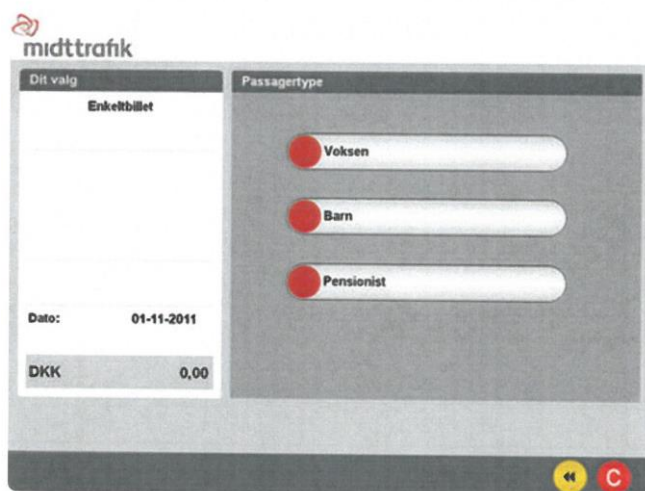 midttrafik
Dit valg
Enkeltbillet
Dato: 01-11-2011
DKK 0,00
Passagertype
Voksen
Barn
Pensionist
C